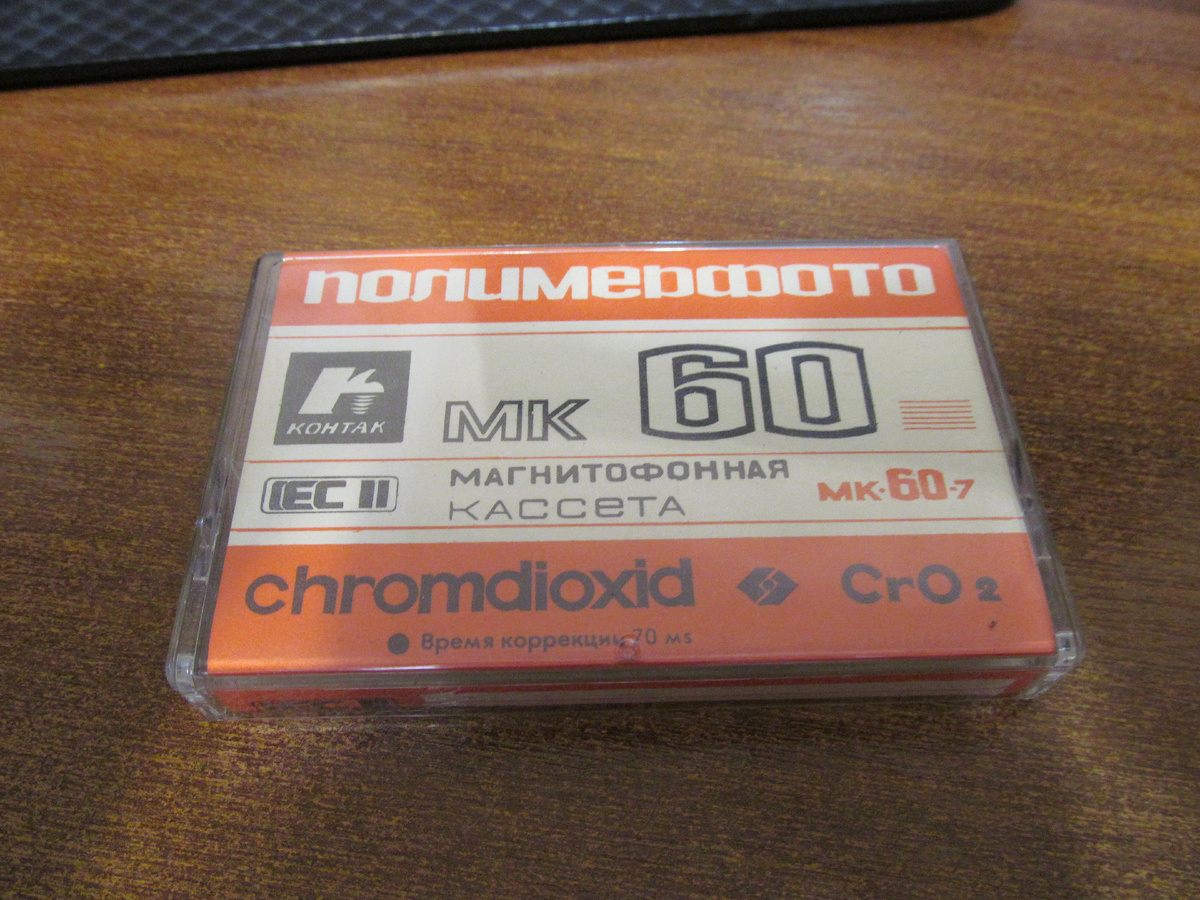 полимерфото
КОНТАК
МК 60
IEC II
МАГНИТОФОННАЯ
КАССЕТА
МК-60-7
chromdioxid CrO2
Время коррекции 70 ms